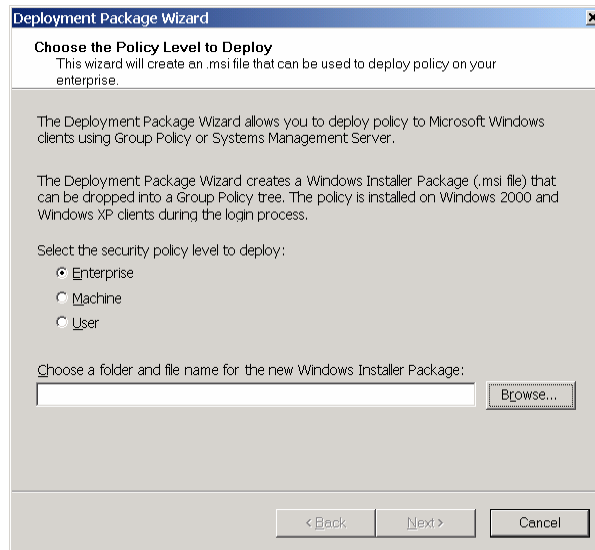 Deployment Package Wizard
Choose the Policy Level to Deploy
This wizard will create an .msi file that can be used to deploy policy on your
enterprise.
The Deployment Package Wizard allows you to deploy policy to Microsoft Windows
clients using Group Policy or Systems Management Server.
The Deployment Package Wizard creates a Windows Installer Package (.msi file) that
can be dropped into a Group Policy tree. The policy is installed on Windows 2000 and
Windows XP clients during the login process.
Select the security policy level to deploy:
Enterprise
Machine
User
Choose a folder and file name for the new Windows Installer Package:
Browse...
< Back Next > Cancel